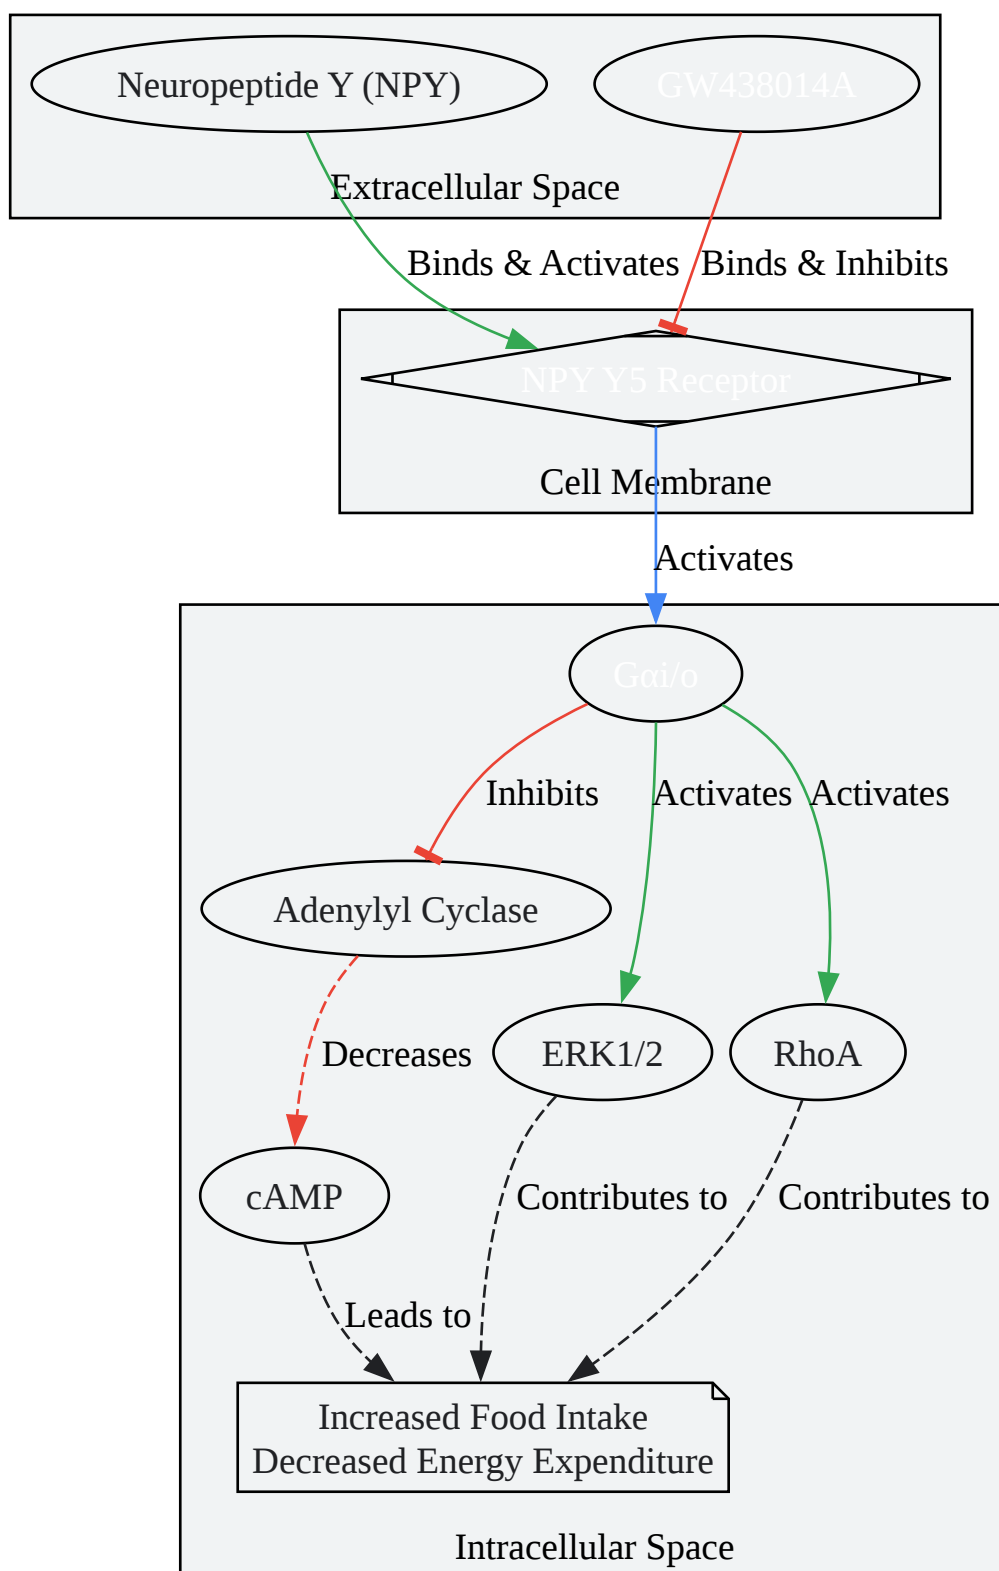 Neuropeptide Y (NPY)
GW438014A
Extracellular Space
Binds & Activates
Binds & Inhibits
NPY Y5 Receptor
Cell Membrane
Activates
Gαi/o
Inhibits
Activates
Activates
Adenylyl Cyclase
Decreases
ERK1/2
RhoA
cAMP
Contributes to
Contributes to
Leads to
Increased Food Intake
Decreased Energy Expenditure
Intracellular Space